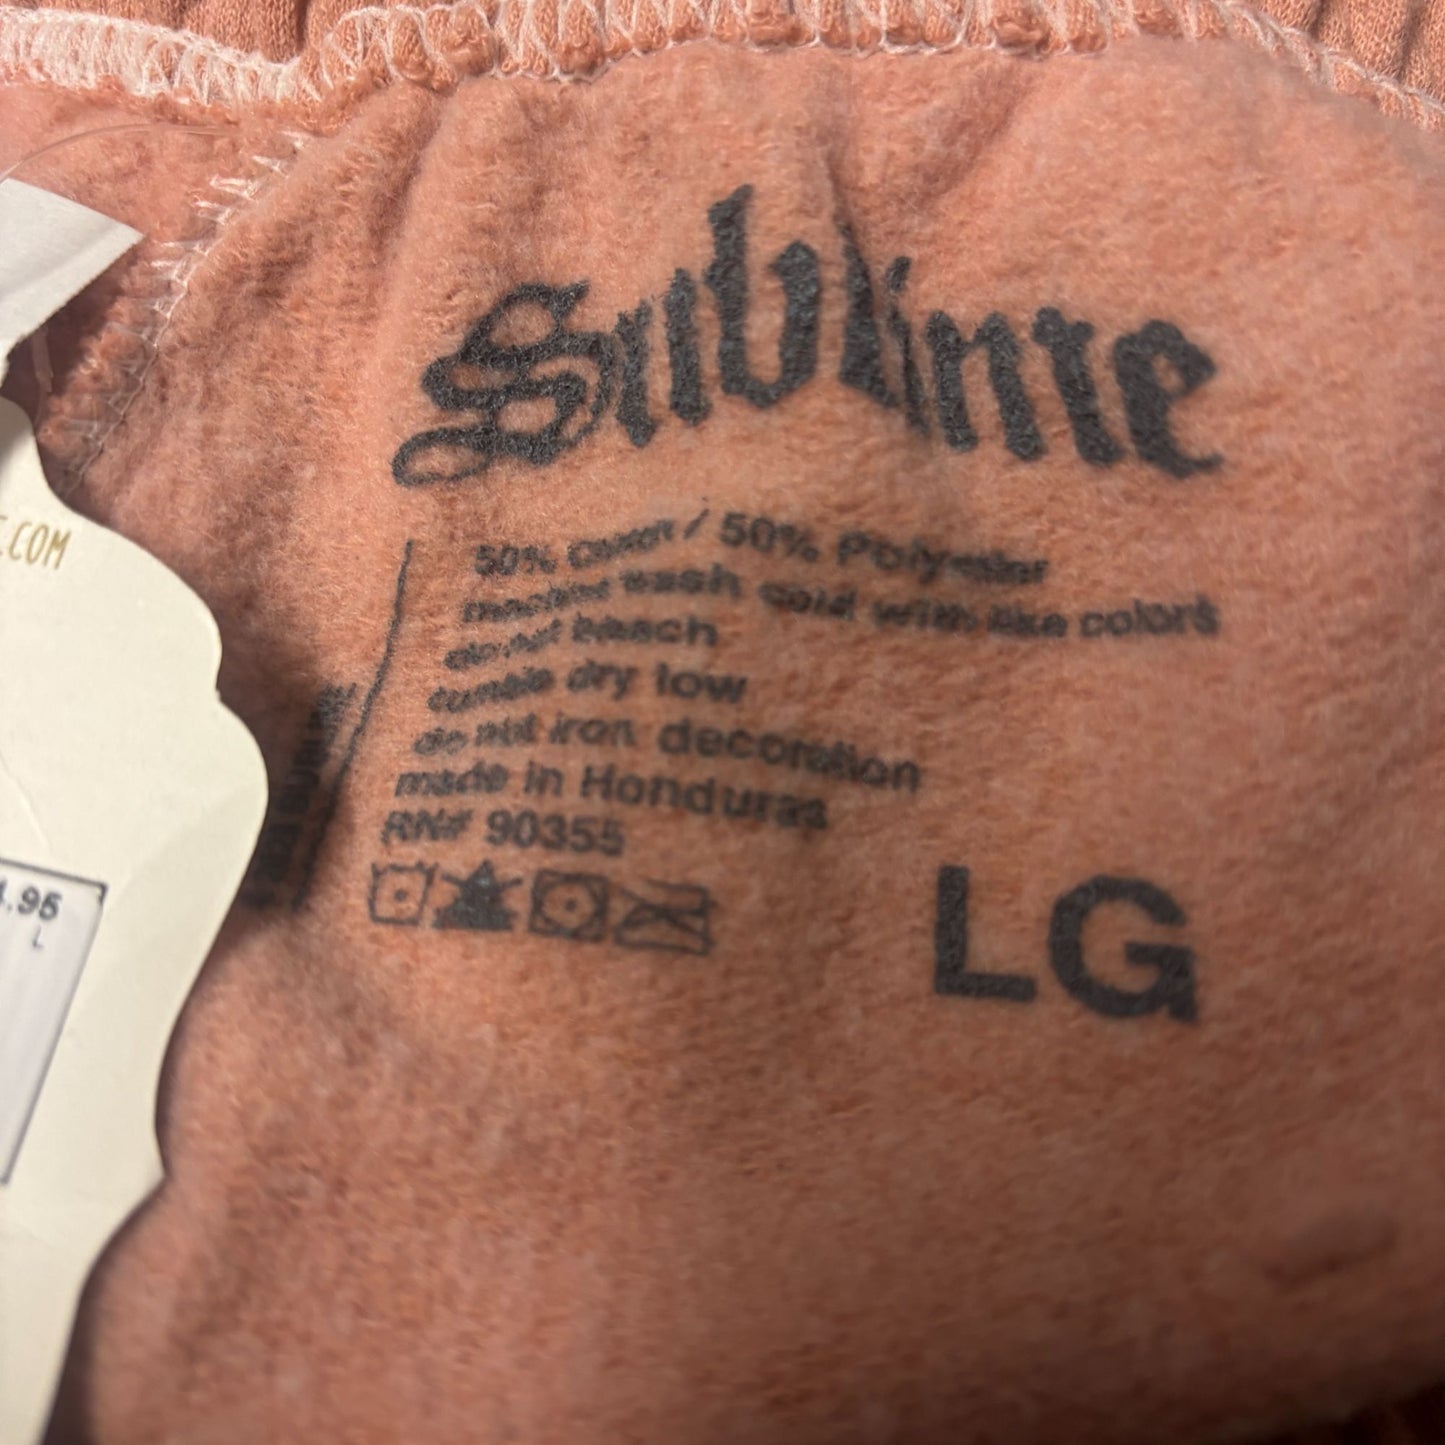 Sublime
50% Cotton / 50% Polyester
machine wash cold with like colors
do not bleach
tumble dry low
do not iron decoration
made in Honduras
RN# 90355
LG
.COM
.95
L